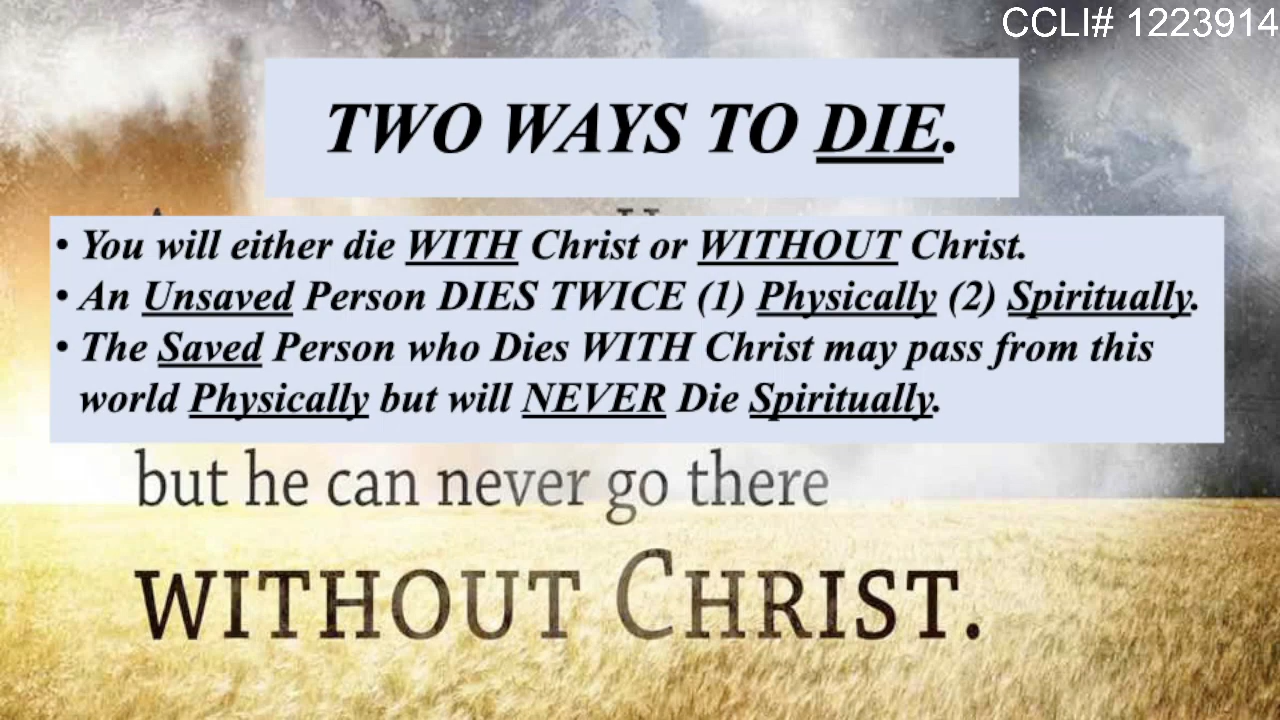 CCLI# 1223914
TWO WAYS TO DIE.
• You will either die WITH Christ or WITHOUT Christ.
• An Unsaved Person DIES TWICE (1) Physically (2) Spiritually.
• The Saved Person who Dies WITH Christ may pass from this
world Physically but will NEVER Die Spiritually.
but he can never go there
WITHOUT CHRIST.